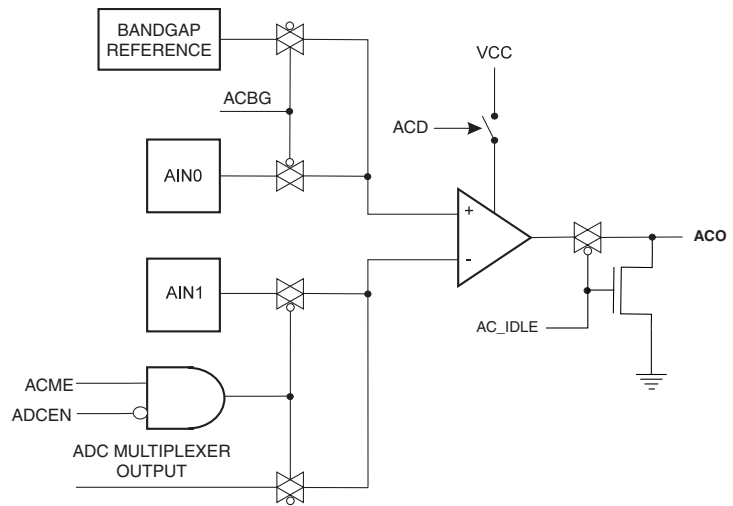 BANDGAP
REFERENCE
VCC
ACBG
ACD
AIN0
+
ACO
-
AIN1
AC_IDLE
ACME
ADCEN
ADC MULTIPLEXER
OUTPUT